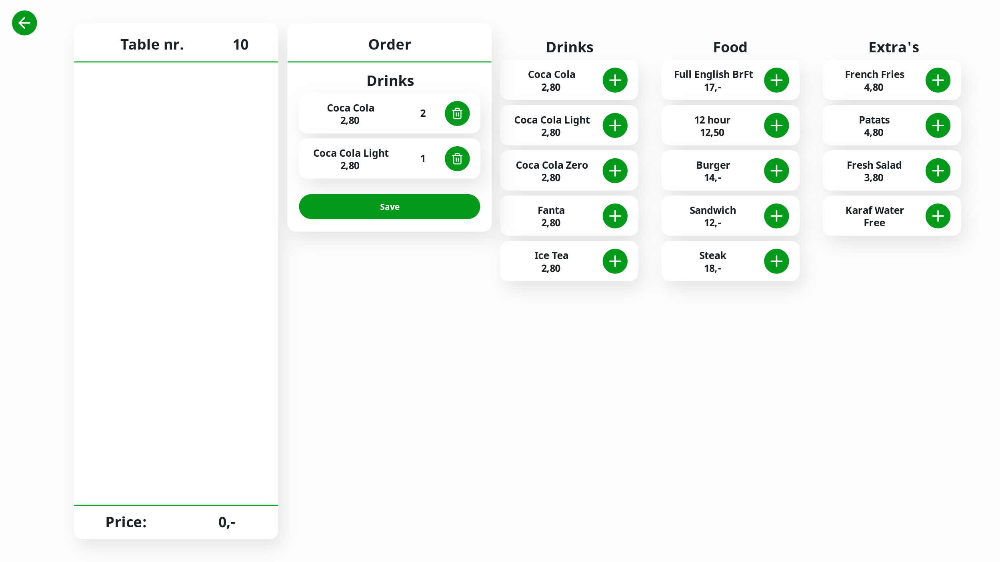 Table nr. 10
Price: 0,-
Order
Drinks
Coca Cola
2,80
2
Coca Cola Light
2,80
1
Save
Drinks
Coca Cola
2,80
Coca Cola Light
2,80
Coca Cola Zero
2,80
Fanta
2,80
Ice Tea
2,80
Food
Full English BrFt
17,-
12 hour
12,50
Burger
14,-
Sandwich
12,-
Steak
18,-
Extra's
French Fries
4,80
Patats
4,80
Fresh Salad
3,80
Karaf Water
Free